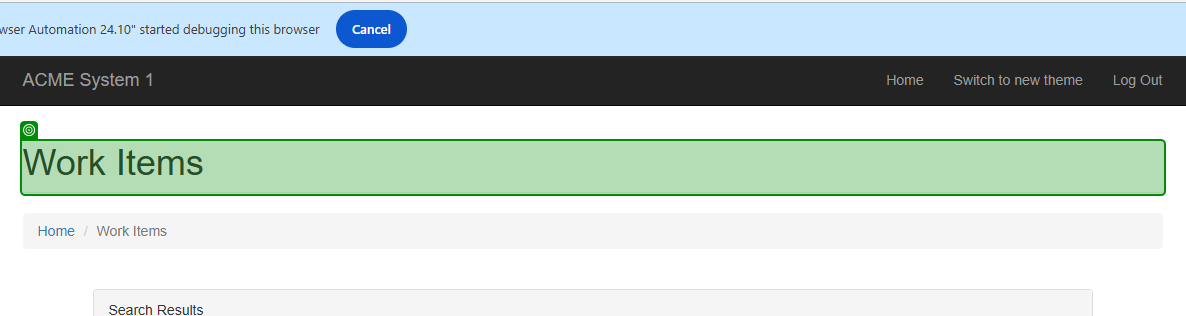 wser Automation 24.10" started debugging this browser Cancel
ACME System 1 Home Switch to new theme Log Out
Work Items
Home / Work Items
Search Results